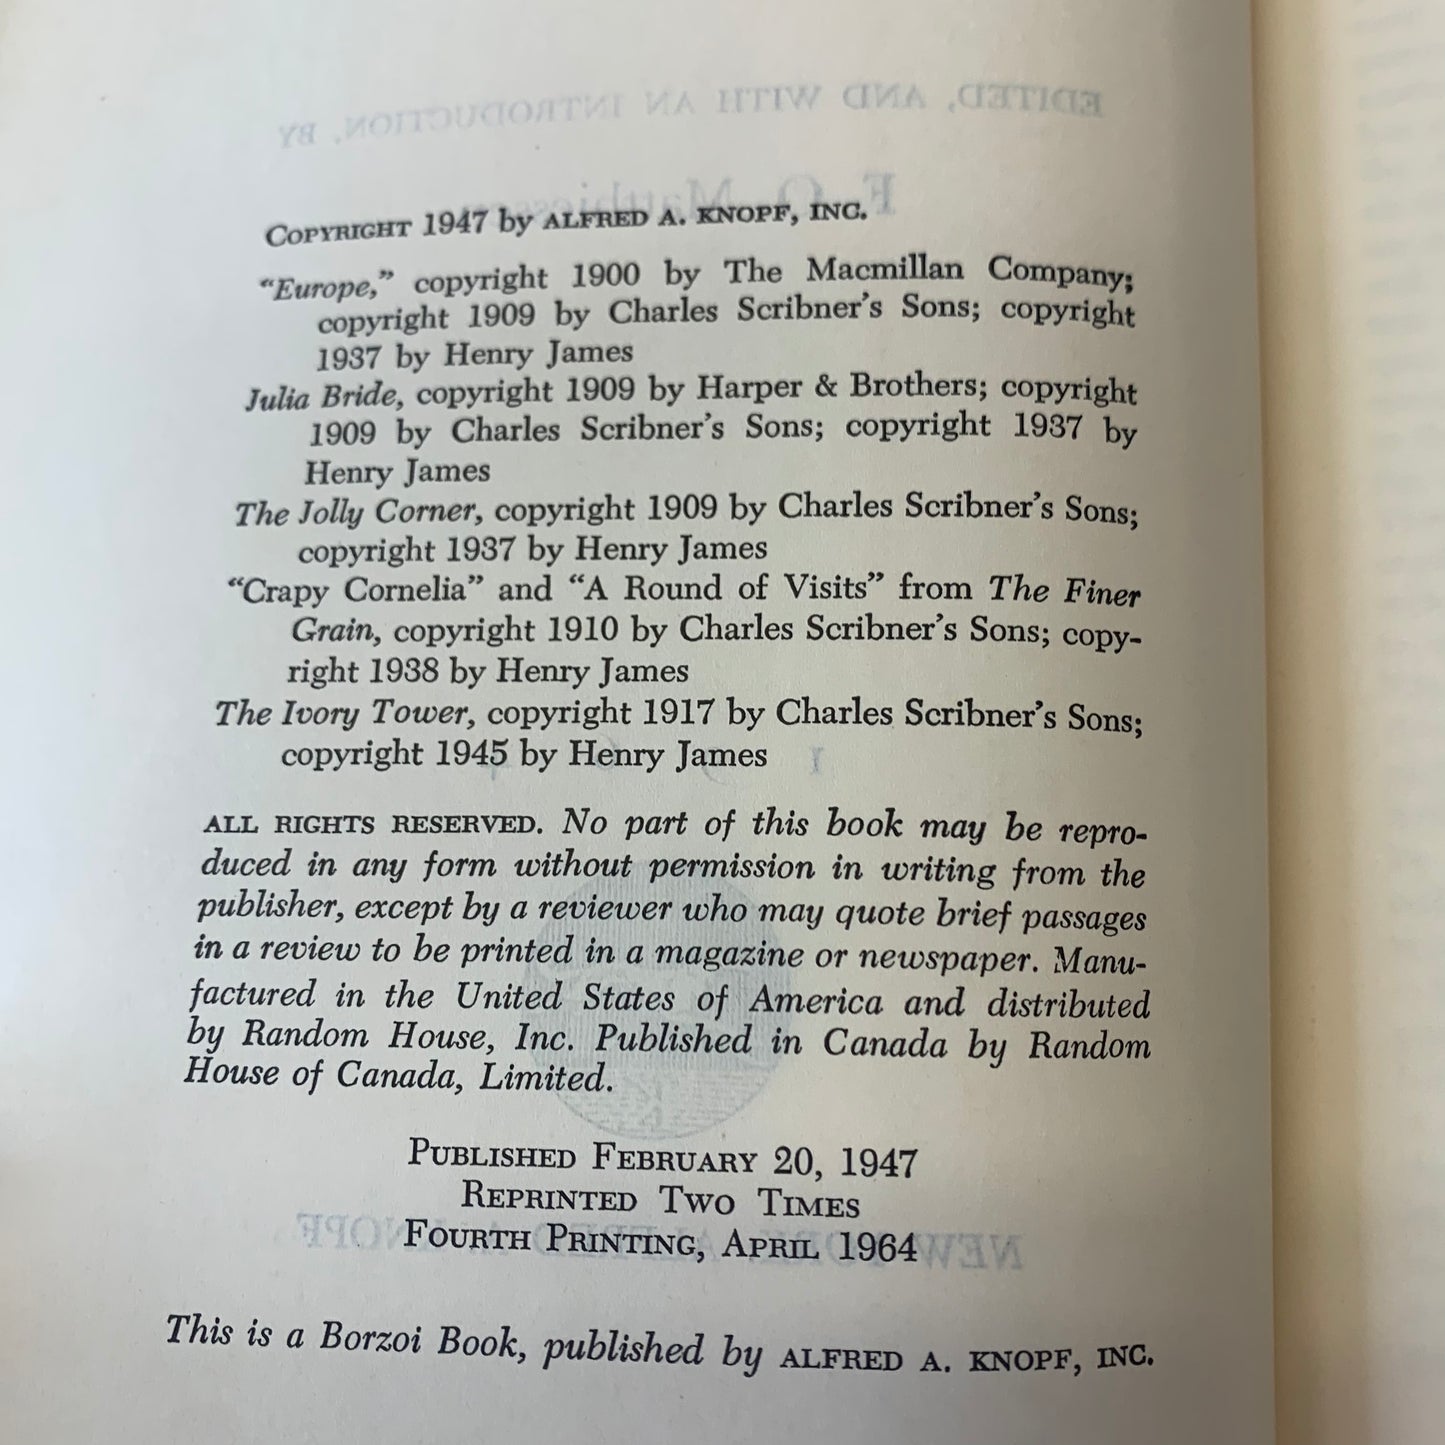 EDITED, AND WITH AN INTRODUCTION, BY
COPYRIGHT 1947 by ALFRED A. KNOPF, INC.
"Europe," copyright 1900 by The Macmillan Company;
copyright 1909 by Charles Scribner's Sons; copyright
1937 by Henry James
Julia Bride, copyright 1909 by Harper & Brothers; copyright
1909 by Charles Scribner's Sons; copyright 1937 by
Henry James
The Jolly Corner, copyright 1909 by Charles Scribner's Sons;
copyright 1937 by Henry James
"Crapy Cornelia" and "A Round of Visits" from The Finer
Grain, copyright 1910 by Charles Scribner's Sons; copy-
right 1938 by Henry James
The Ivory Tower, copyright 1917 by Charles Scribner's Sons;
copyright 1945 by Henry James
ALL RIGHTS RESERVED. No part of this book may be repro-
duced in any form without permission in writing from the
publisher, except by a reviewer who may quote brief passages
in a review to be printed in a magazine or newspaper. Manu-
factured in the United States of America and distributed
by Random House, Inc. Published in Canada by Random
House of Canada, Limited.
PUBLISHED FEBRUARY 20, 1947
REPRINTED TWO TIMES
FOURTH PRINTING, APRIL 1964
This is a Borzoi Book, published by ALFRED A. KNOPF, INC.